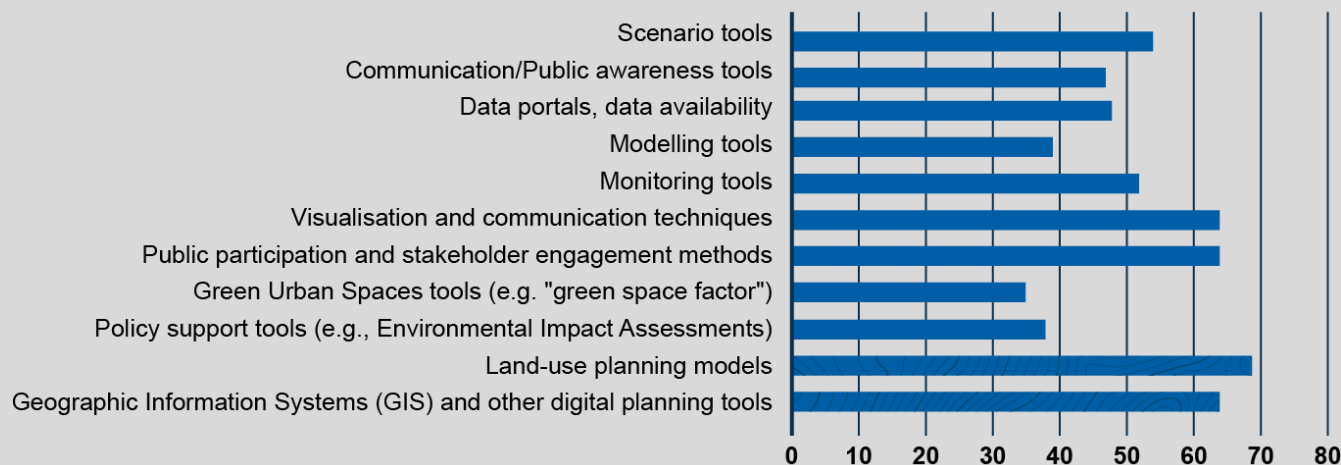 Scenario tools
Communication/Public awareness tools
Data portals, data availability
Modelling tools
Monitoring tools
Visualisation and communication techniques
Public participation and stakeholder engagement methods
Green Urban Spaces tools (e.g. "green space factor")
Policy support tools (e.g., Environmental Impact Assessments)
Land-use planning models
Geographic Information Systems (GIS) and other digital planning tools
0 10 20 30 40 50 60 70 80